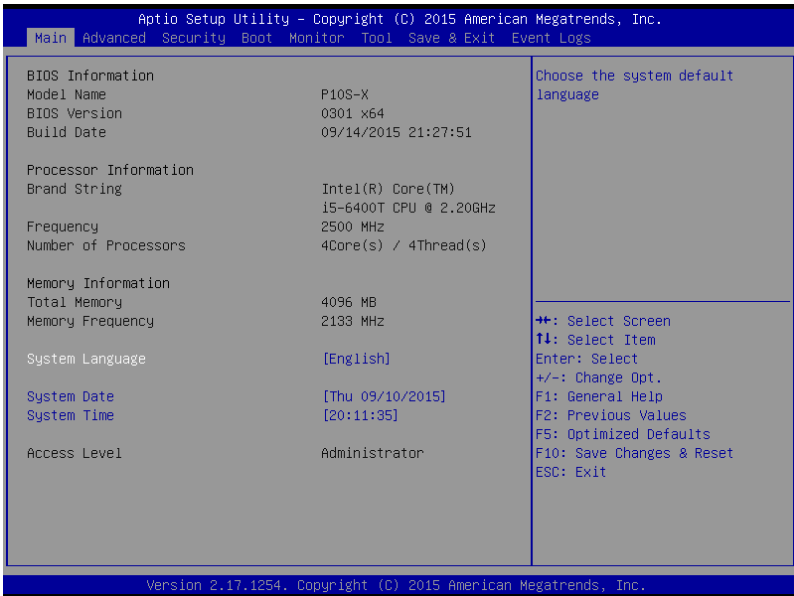 Aptio Setup Utility – Copyright (C) 2015 American Megatrends, Inc.
Main Advanced Security Boot Monitor Tool Save & Exit Event Logs
BIOS Information
Model Name P10S-X
BIOS Version 0301 x64
Build Date 09/14/2015 21:27:51
Processor Information
Brand String Intel(R) Core(TM)
i5-6400T CPU @ 2.20GHz
Frequency 2500 MHz
Number of Processors 4Core(s) / 4Thread(s)
Memory Information
Total Memory 4096 MB
Memory Frequency 2133 MHz
System Language [English]
System Date [Thu 09/10/2015]
System Time [20:11:35]
Access Level Administrator
Choose the system default
language
→←: Select Screen
↑↓: Select Item
Enter: Select
+/-: Change Opt.
F1: General Help
F2: Previous Values
F5: Optimized Defaults
F10: Save Changes & Reset
ESC: Exit
Version 2.17.1254. Copyright (C) 2015 American Megatrends, Inc.